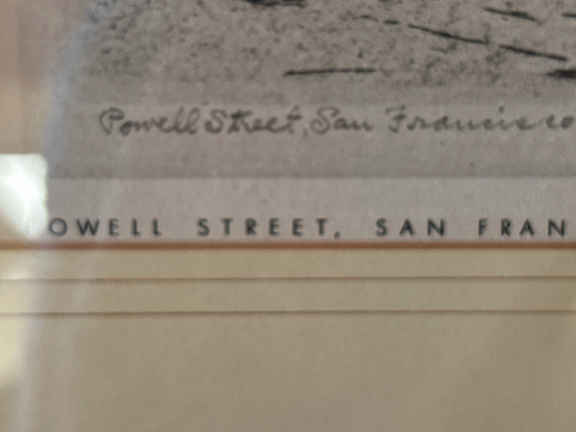 Powell Street, San Francisco
OWELL STREET, SAN FRAN